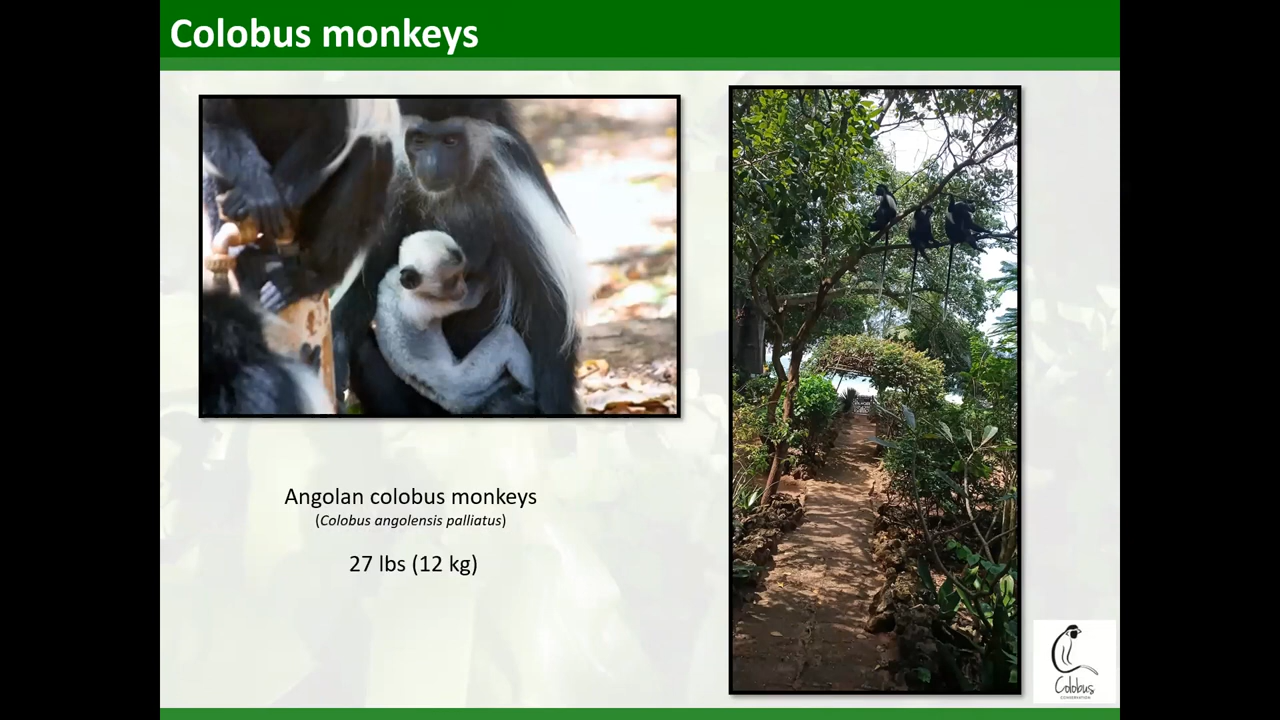 Colobus monkeys
Angolan colobus monkeys
(Colobus angolensis palliatus)
27 lbs (12 kg)
Colobus
CONSERVATION